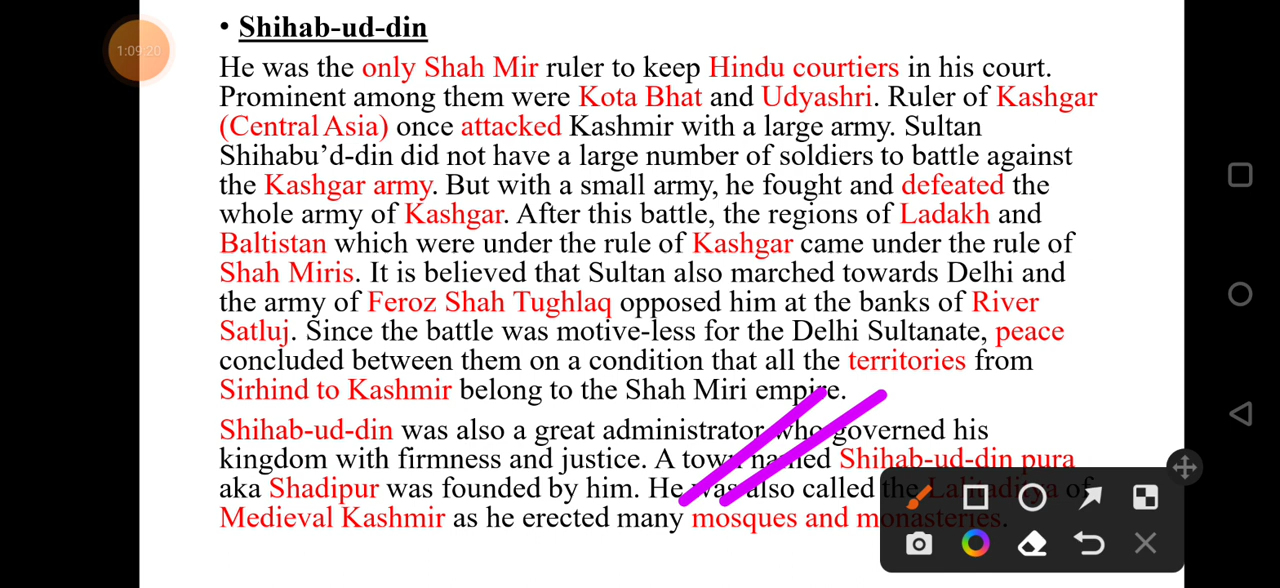 1:09:20
• Shihab-ud-din
He was the only Shah Mir ruler to keep Hindu courtiers in his court.
Prominent among them were Kota Bhat and Udyashri. Ruler of Kashgar
(Central Asia) once attacked Kashmir with a large army. Sultan
Shihabu’d-din did not have a large number of soldiers to battle against
the Kashgar army. But with a small army, he fought and defeated the
whole army of Kashgar. After this battle, the regions of Ladakh and
Baltistan which were under the rule of Kashgar came under the rule of
Shah Miris. It is believed that Sultan also marched towards Delhi and
the army of Feroz Shah Tughlaq opposed him at the banks of River
Satluj. Since the battle was motive-less for the Delhi Sultanate, peace
concluded between them on a condition that all the territories from
Sirhind to Kashmir belong to the Shah Miri empire.
Shihab-ud-din was also a great administrator who governed his
kingdom with firmness and justice. A town named Shihab-ud-din pura
aka Shadipur was founded by him. He was also called the Lalitaditya of
Medieval Kashmir as he erected many mosques and monasteries.